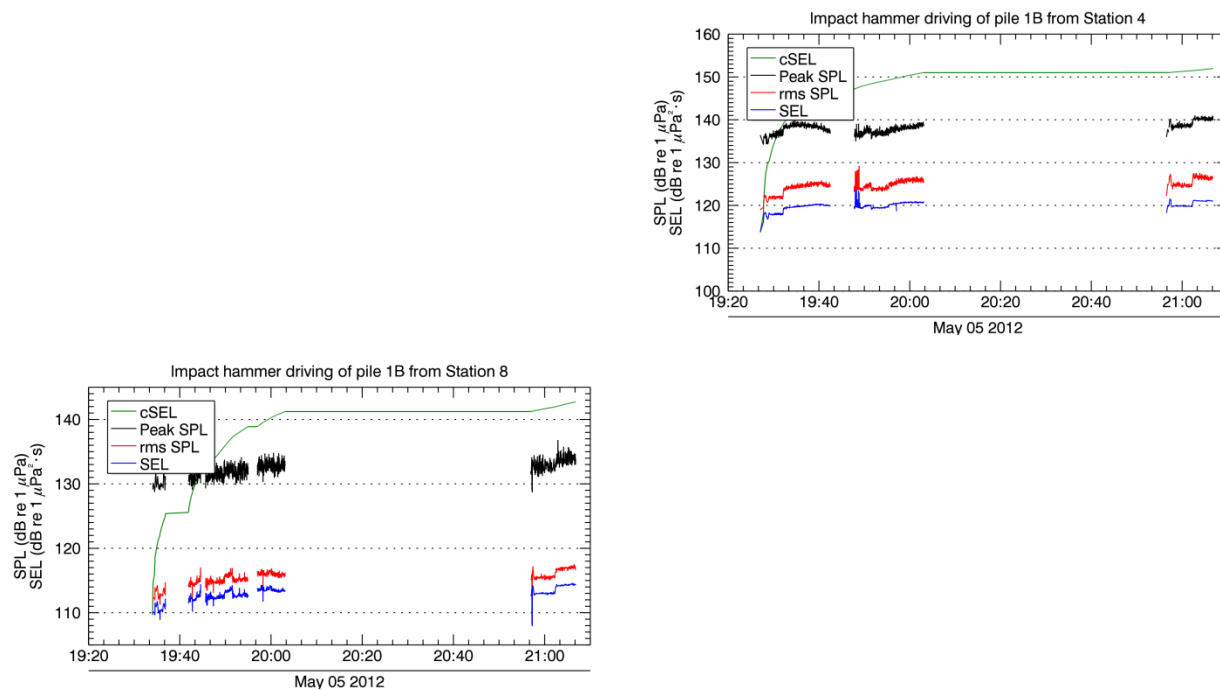 Impact hammer driving of pile 1B from Station 4
160
150
140
130
120
110
100
SPL (dB re 1 μPa)
SEL (dB re 1 μPa²·s)
cSEL
Peak SPL
rms SPL
SEL
19:20 19:40 20:00 20:20 20:40 21:00
May 05 2012
Impact hammer driving of pile 1B from Station 8
140
130
120
110
SPL (dB re 1 μPa)
SEL (dB re 1 μPa²·s)
cSEL
Peak SPL
rms SPL
SEL
19:20 19:40 20:00 20:20 20:40 21:00
May 05 2012